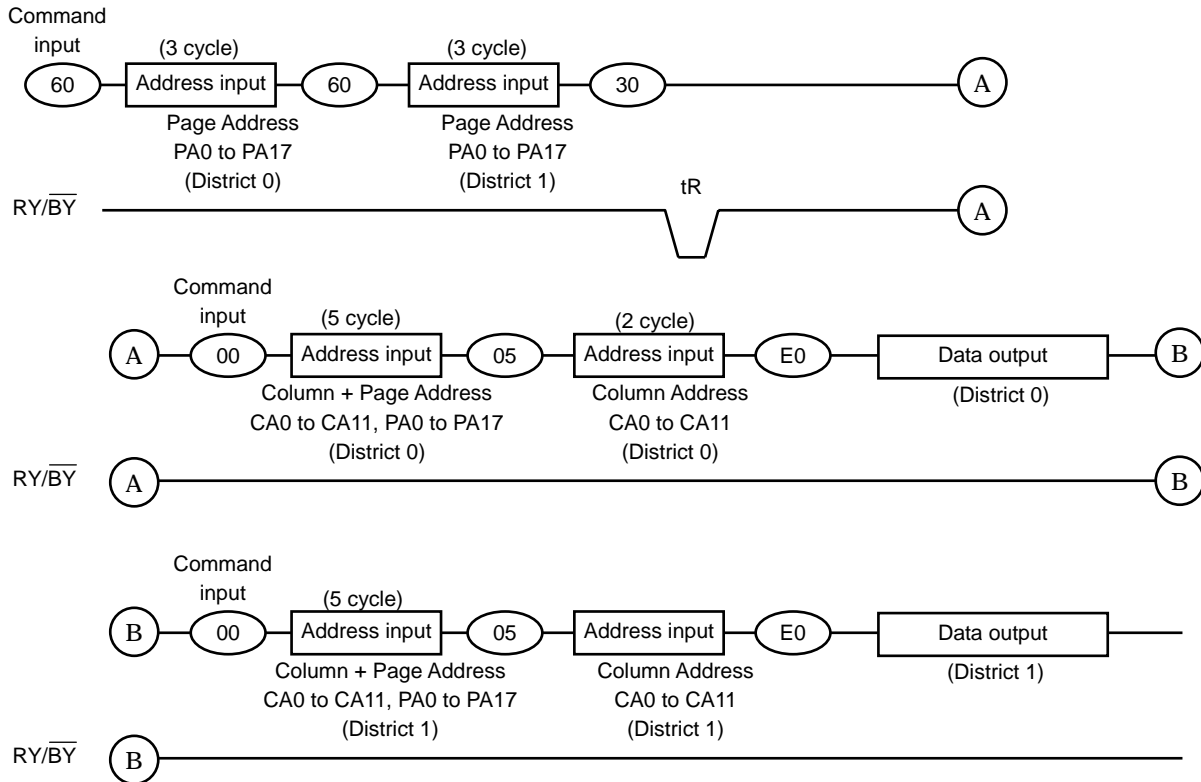 Command
input
(3 cycle) (3 cycle)
60 Address input 60 Address input 30 A
Page Address Page Address
PA0 to PA17 PA0 to PA17
(District 0) (District 1)
tR
RY/BY A
Command
input
(5 cycle) (2 cycle)
A 00 Address input 05 Address input E0 Data output B
Column + Page Address Column Address (District 0)
CA0 to CA11, PA0 to PA17 CA0 to CA11
(District 0) (District 0)
RY/BY A B
Command
input
(5 cycle)
B 00 Address input 05 Address input E0 Data output
Column + Page Address Column Address (District 1)
CA0 to CA11, PA0 to PA17 CA0 to CA11
(District 1) (District 1)
RY/BY B